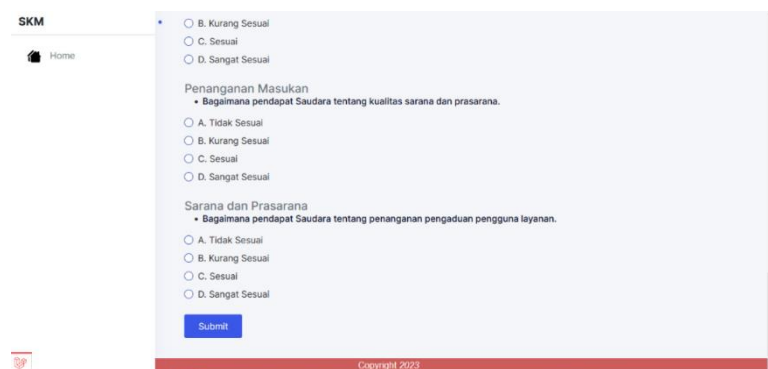 SKM
Home
B. Kurang Sesuai
C. Sesuai
D. Sangat Sesuai
Penanganan Masukan
• Bagaimana pendapat Saudara tentang kualitas sarana dan prasarana.
A. Tidak Sesuai
B. Kurang Sesuai
C. Sesuai
D. Sangat Sesuai
Sarana dan Prasarana
• Bagaimana pendapat Saudara tentang penanganan pengaduan pengguna layanan.
A. Tidak Sesuai
B. Kurang Sesuai
C. Sesuai
D. Sangat Sesuai
Submit
Copyright 2023